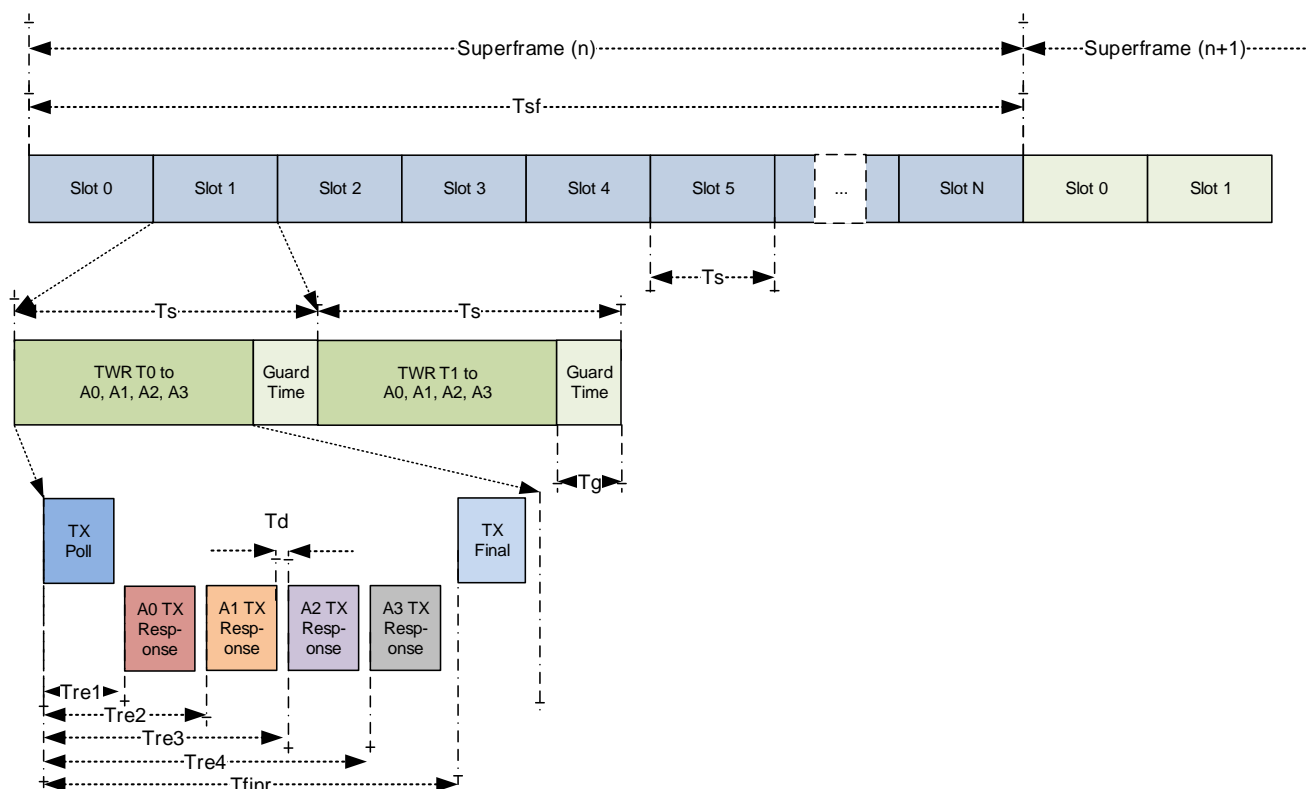 Superframe (n)
Superframe (n+1)
Tsf
Slot 0
Slot 1
Slot 2
Slot 3
Slot 4
Slot 5
...
Slot N
Slot 0
Slot 1
Ts
Ts
Ts
TWR T0 to
A0, A1, A2, A3
Guard
Time
TWR T1 to
A0, A1, A2, A3
Guard
Time
Tg
TX
Poll
Td
TX
Final
A0 TX
Resp-
onse
A1 TX
Resp-
onse
A2 TX
Resp-
onse
A3 TX
Resp-
onse
Tre1
Tre2
Tre3
Tre4
Tfinr